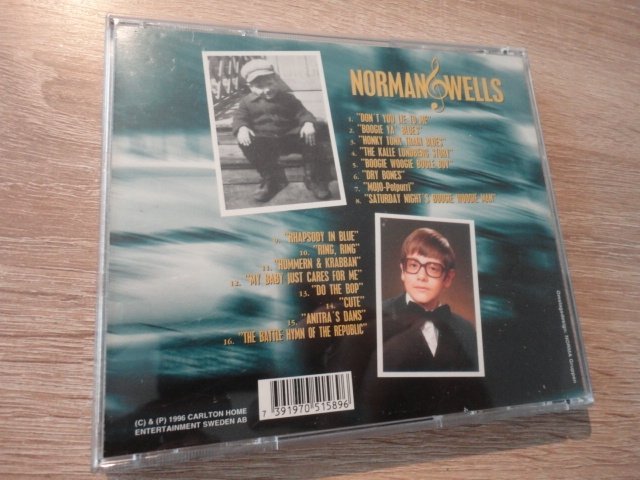 NORMAN & WELLS
1. "DON'T YOU LIE TO ME"
2. "BOOGIE YA' BLUES"
3. "HONKY TONK TRAIN BLUES"
4. "THE KALLE LUNDBERG STORY"
5. "BOOGIE WOOGIE BUGLE BOY"
6. "DRY BONES"
7. "MOJO-Potpurri"
8. "SATURDAY NIGHT'S BOOGIE WOOGIE MAN"
9. "RHAPSODY IN BLUE"
10. "RING, RING"
11. "HUMMERN & KRABBAN"
12. "MY BABY JUST CARES FOR ME"
13. "DO THE BOP"
14. "CUTE"
15. "ANITRA'S DANS"
16. "THE BATTLE HYMN OF THE REPUBLIC"
7 391970 515896
(C) & (P) 1996 CARLTON HOME
ENTERTAINMENT SWEDEN AB